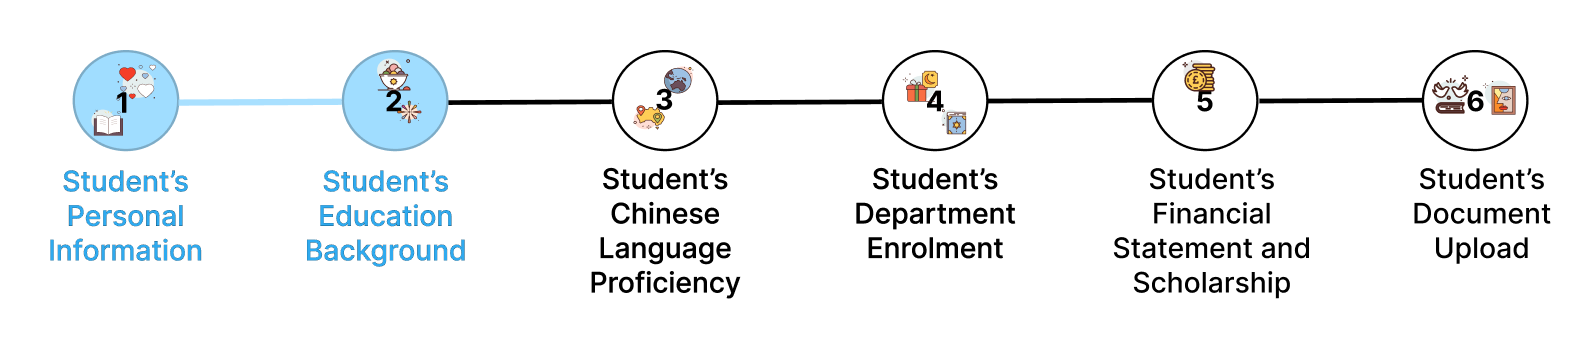 1
2
3
4
5
6
Student’s
Personal
Information
Student’s
Education
Background
Student’s
Chinese
Language
Proficiency
Student’s
Department
Enrolment
Student’s
Financial
Statement and
Scholarship
Student’s
Document
Upload